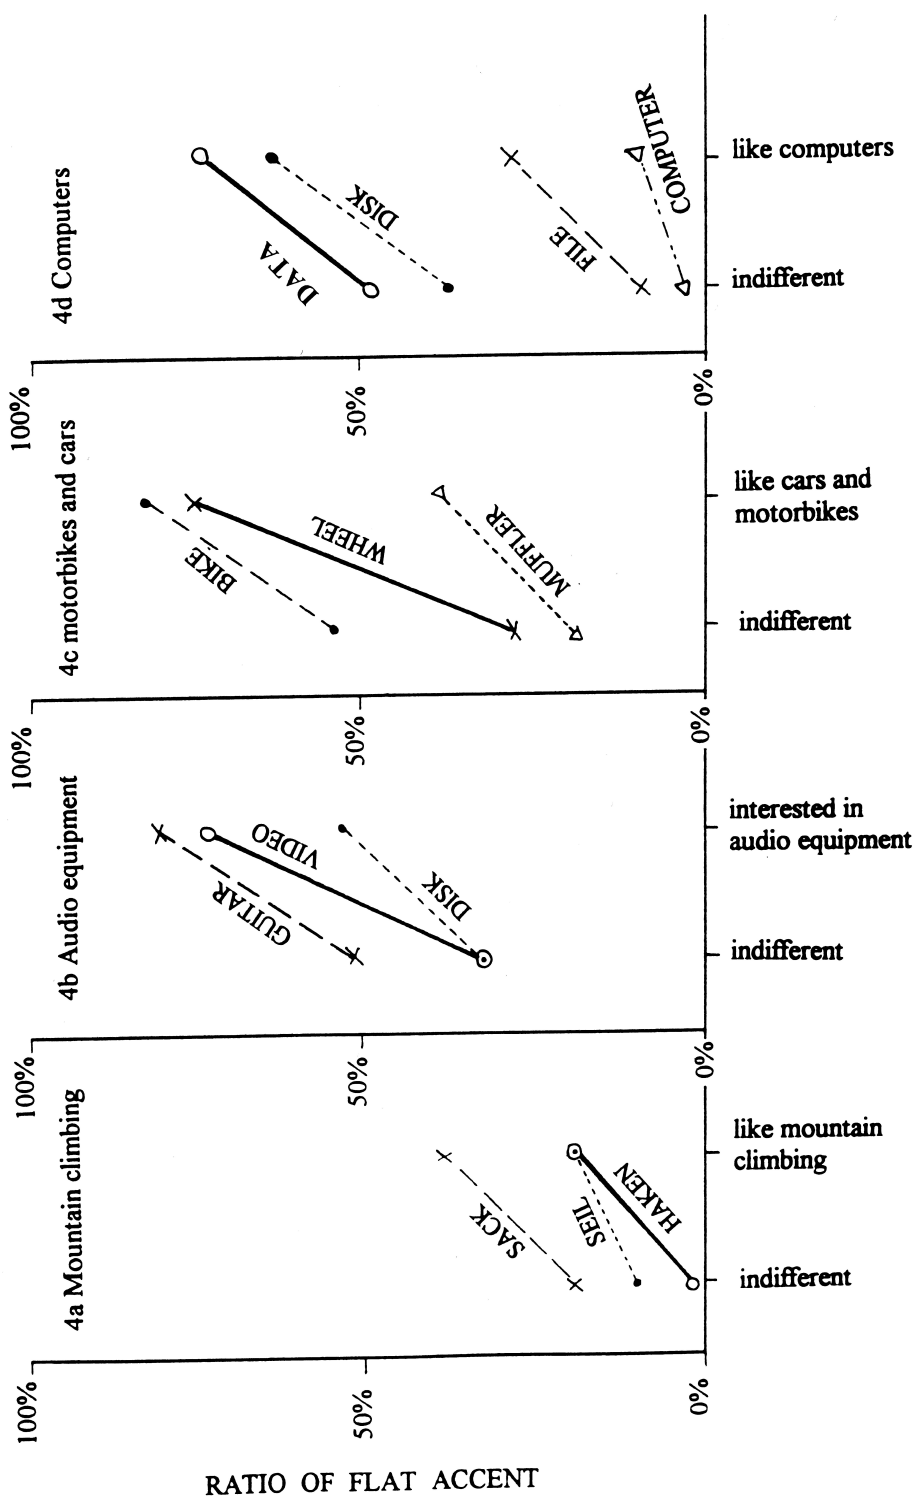 4d Computers
DATA
DISK
FILE
COMPUTER
like computers
indifferent
100%
50%
0%
4c motorbikes and cars
BIKE
WHEEL
MUFFLER
like cars and
motorbikes
indifferent
100%
50%
0%
4b Audio equipment
GUITAR
VIDEO
DISK
interested in
audio equipment
indifferent
100%
50%
0%
4a Mountain climbing
SACK
SEIL
HAKEN
like mountain
climbing
indifferent
100%
50%
0%
RATIO OF FLAT ACCENT